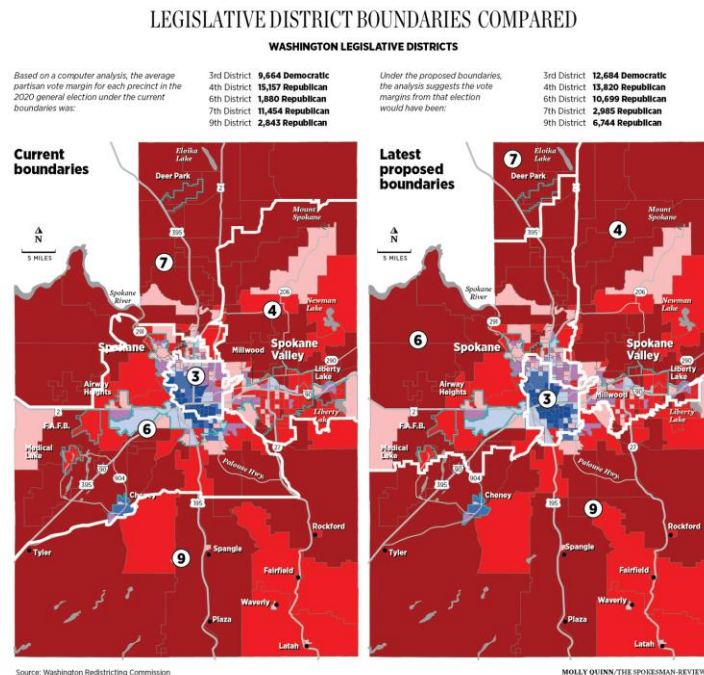 LEGISLATIVE DISTRICT BOUNDARIES COMPARED
WASHINGTON LEGISLATIVE DISTRICTS
Based on a computer analysis, the average
partisan vote margin for each precinct in the
2020 general election under the current
boundaries was:
3rd District 9,664 Democratic
4th District 15,157 Republican
6th District 1,880 Republican
7th District 11,454 Republican
9th District 2,843 Republican
Under the proposed boundaries,
the analysis suggests the vote
margins from that election
would have been:
3rd District 12,684 Democratic
4th District 13,820 Republican
6th District 10,699 Republican
7th District 2,985 Republican
9th District 6,744 Republican
Current
boundaries
Eloika
Lake
Deer Park
2
395
Mount
Spokane
N
5 MILES
7
Spokane
River
206
Newman
Lake
4
291
Spokane
Millwood
Spokane
Valley
290
Liberty
Lake
3
Airway
Heights
90
Liberty
Lake
2
F.A.F.B.
6
Medical
Lake
27
Palouse Hwy.
90
904
395
Cheney
195
Rockford
Tyler
9
Spangle
Fairfield
Waverly
Plaza
Latah
Latest
proposed
boundaries
7
Eloika
Lake
Deer Park
2
395
Mount
Spokane
4
N
5 MILES
Spokane
River
206
Newman
Lake
291
6
Spokane
Spokane
Valley
290
Liberty
Lake
Airway
Heights
3
Millwood
90
Liberty
Lake
2
F.A.F.B.
Medical
Lake
27
Palouse Hwy.
90
904
395
Cheney
195
9
Rockford
Tyler
Spangle
Fairfield
Waverly
Plaza
Latah
Source: Washington Redistricting Commission
MOLLY QUINN/THE SPOKESMAN-REVIEW